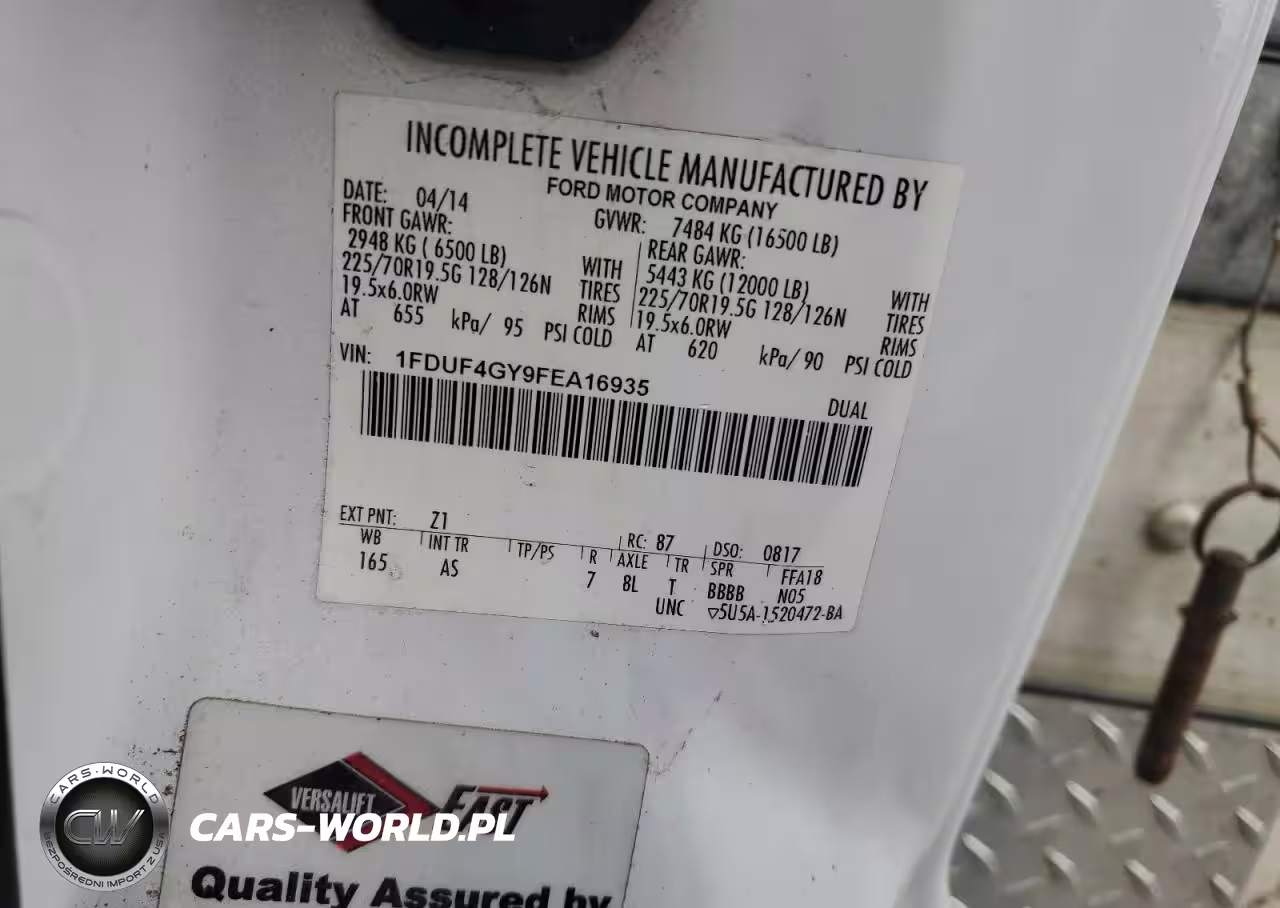 INCOMPLETE VEHICLE MANUFACTURED BY
FORD MOTOR COMPANY
DATE: 04/14
GVWR: 7484 KG (16500 LB)
FRONT GAWR:
2948 KG ( 6500 LB)
225/70R19.5G 128/126N
19.5x6.0RW
WITH
TIRES
RIMS
AT 655 kPa/ 95 PSI COLD
REAR GAWR:
5443 KG (12000 LB)
225/70R19.5G 128/126N
19.5x6.0RW
WITH
TIRES
RIMS
AT 620 kPa/ 90 PSI COLD
VIN: 1FDUF4GY9FEA16935
DUAL
EXT PNT: Z1
RC: 87 DSO: 0817
WB INT TR TP/PS R AXLE TR SPR FFA18
165 AS 7 8L T BBBB N05
UNC ▽5U5A-1520472-BA
VERSALIFT EAST
Quality Assured by
CARS-WORLD
CW
BEZPOŚREDNI IMPORT Z USA
CARS-WORLD.PL